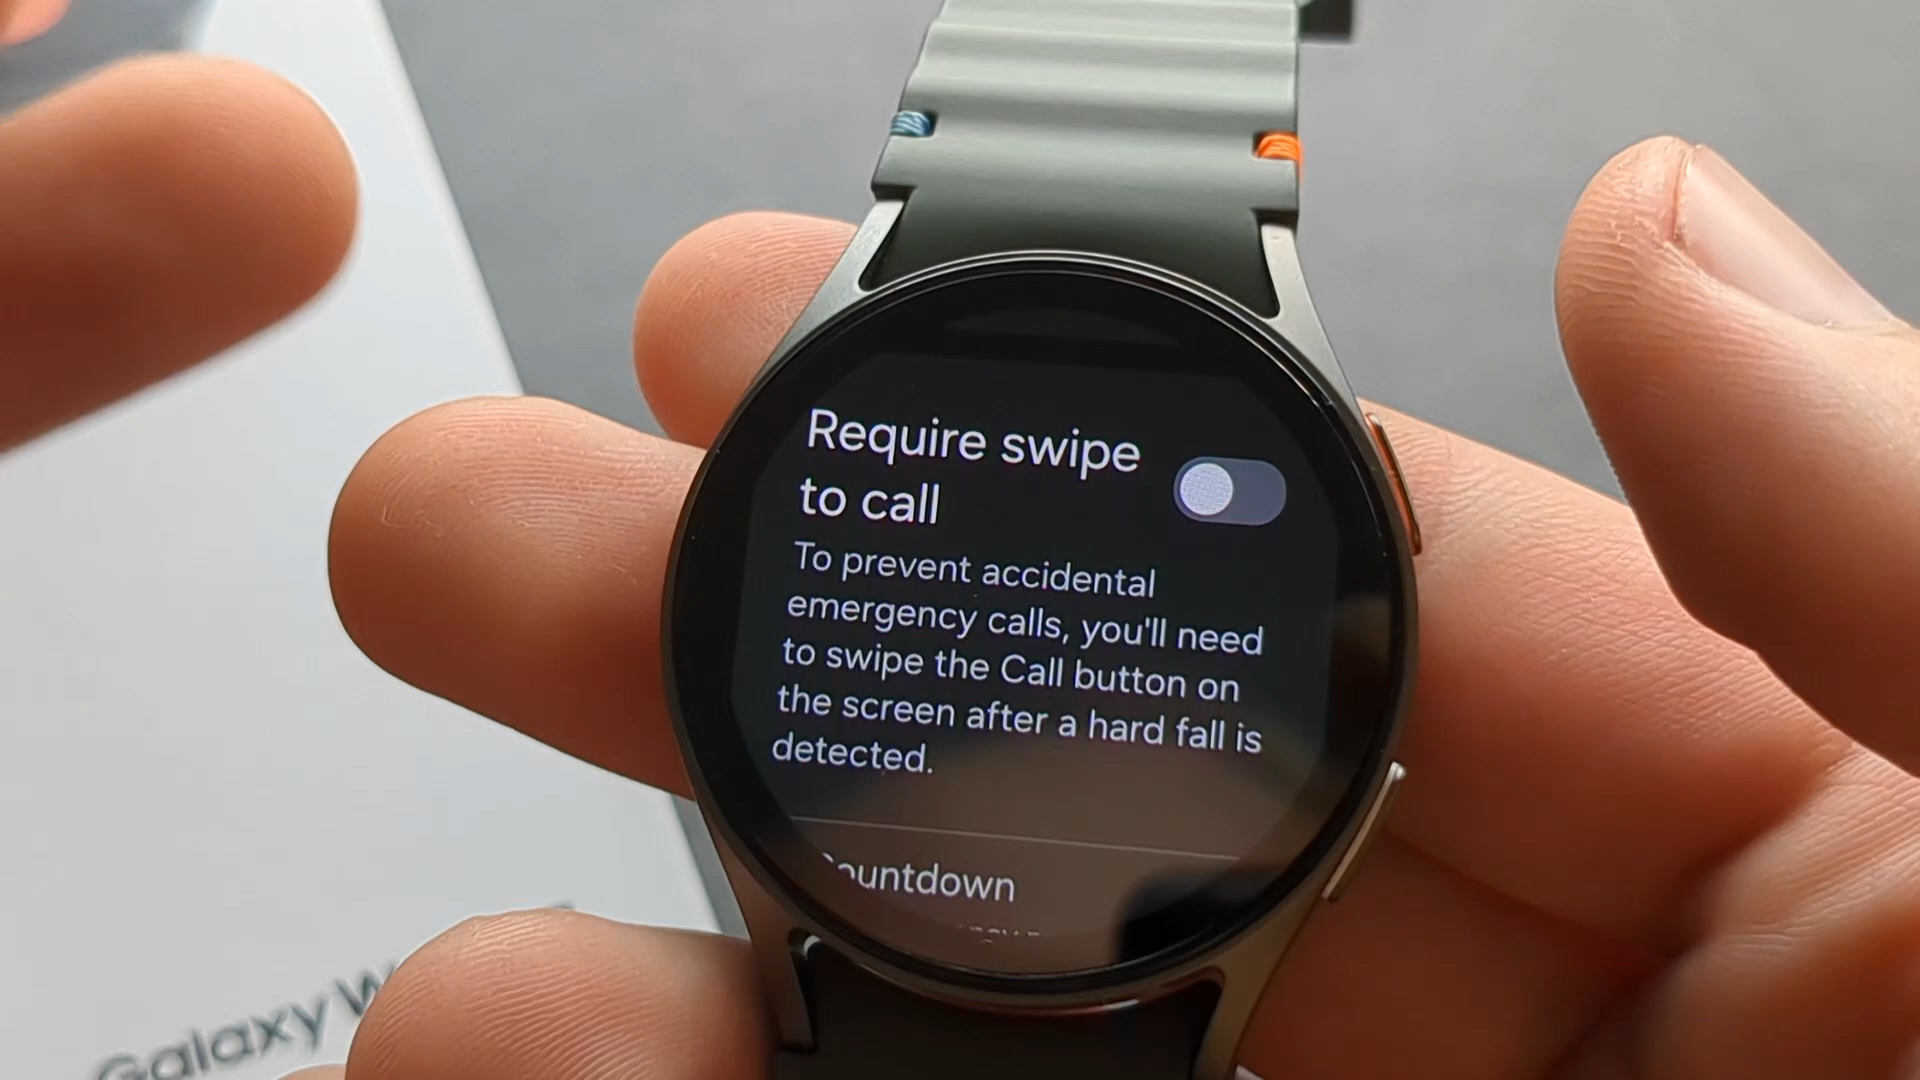 Require swipe
to call
To prevent accidental
emergency calls, you'll need
to swipe the Call button on
the screen after a hard fall is
detected.
Countdown
Galaxy